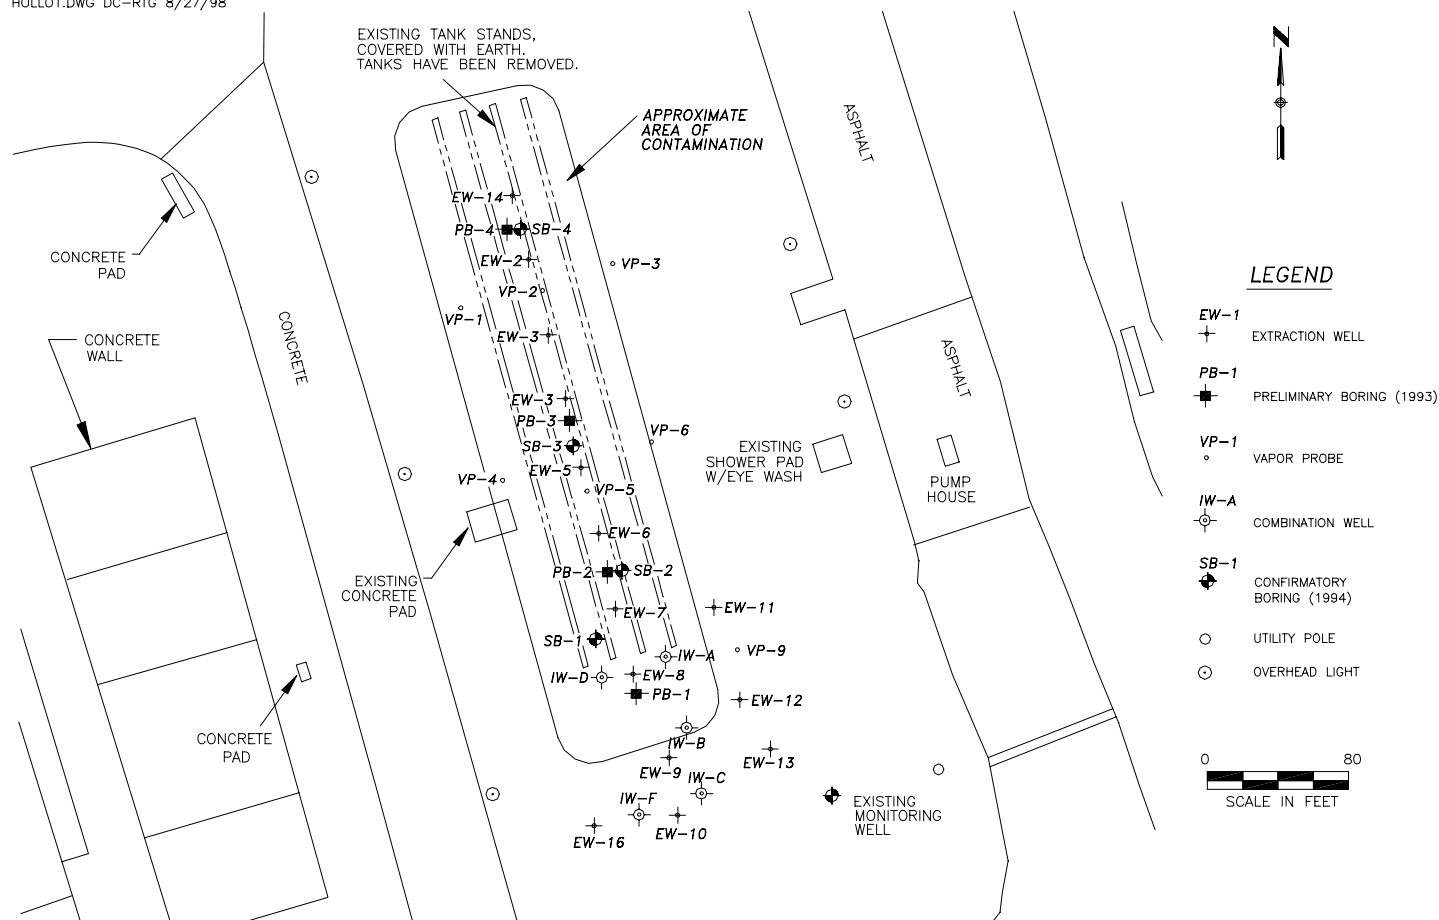 HOLLOT.DWG DC-RTG 8/27/98
EXISTING TANK STANDS,
COVERED WITH EARTH.
TANKS HAVE BEEN REMOVED.
APPROXIMATE
AREA OF
CONTAMINATION
N
ASPHALT
CONCRETE
PAD
EW-14
PB-4
SB-4
EW-2
VP-3
VP-2
VP-1
EW-3
CONCRETE
CONCRETE
WALL
ASPHALT
EW-3
PB-3
SB-3
VP-6
EW-5
VP-4
VP-5
EXISTING
SHOWER PAD
W/EYE WASH
PUMP
HOUSE
EW-6
PB-2
SB-2
EXISTING
CONCRETE
PAD
EW-7
EW-11
SB-1
VP-9
IW-A
IW-D
EW-8
PB-1
EW-12
CONCRETE
PAD
IW-B
EW-13
EW-9
IW-C
IW-F
EW-10
EW-16
EXISTING
MONITORING
WELL
LEGEND
EW-1
EXTRACTION WELL
PB-1
PRELIMINARY BORING (1993)
VP-1
VAPOR PROBE
IW-A
COMBINATION WELL
SB-1
CONFIRMATORY
BORING (1994)
UTILITY POLE
OVERHEAD LIGHT
0 80
SCALE IN FEET